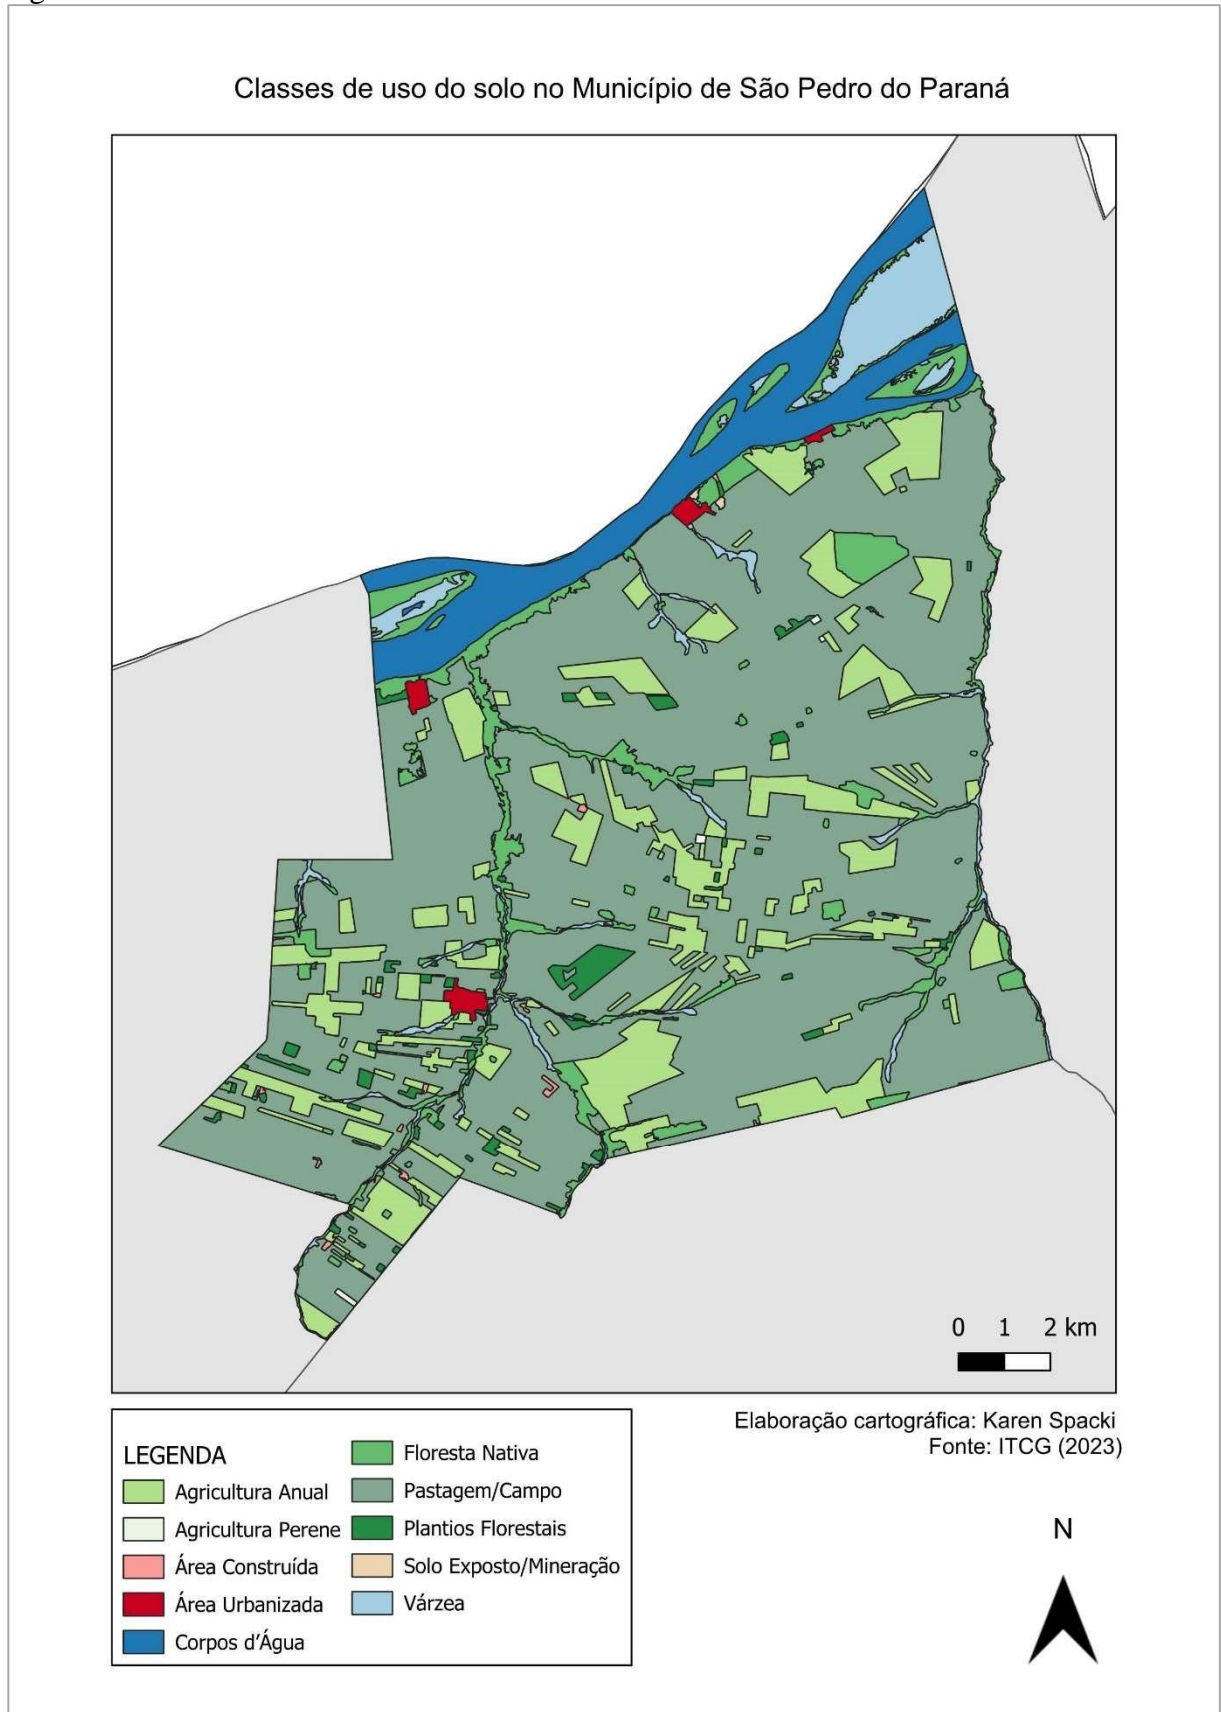 g
Classes de uso do solo no Município de São Pedro do Paraná
0 1 2 km
Elaboração cartográfica: Karen Spacki
Fonte: ITCG (2023)
LEGENDA
Agricultura Anual
Agricultura Perene
Área Construída
Área Urbanizada
Corpos d'Água
Floresta Nativa
Pastagem/Campo
Plantios Florestais
Solo Exposto/Mineração
Várzea
N